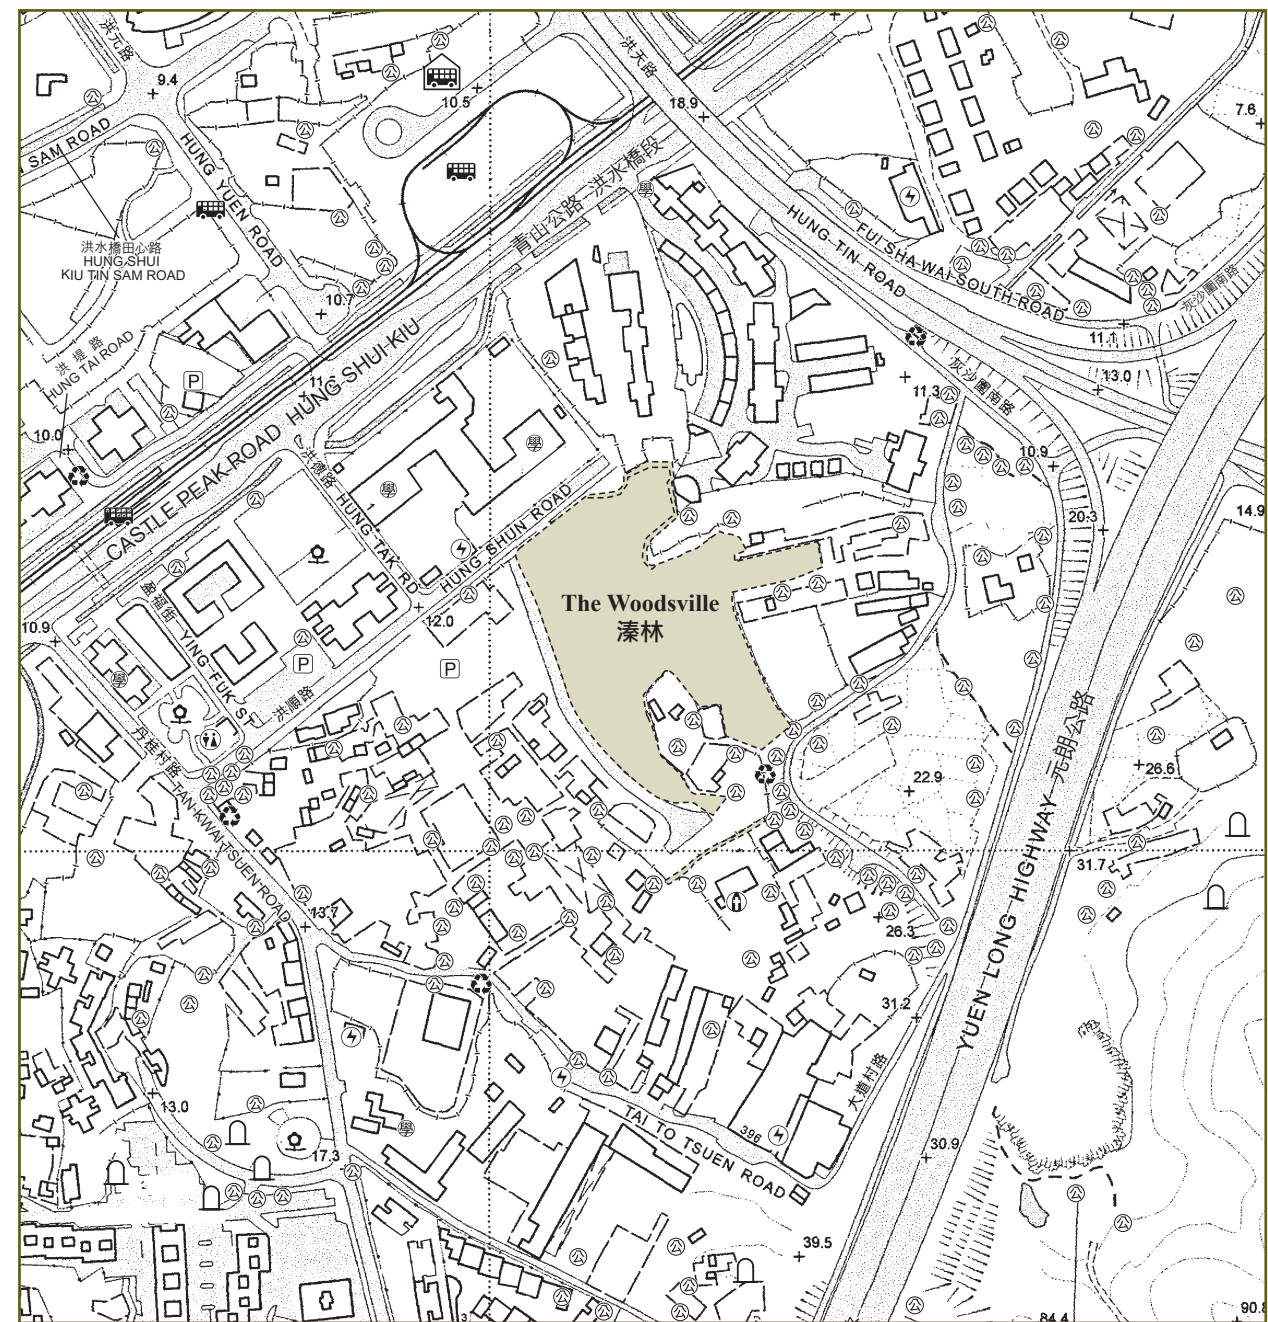 洪元路
9.4
10.5
洪天路
18.9
7.6
SAM ROAD
HUNG YUEN ROAD
洪水橋田心路
HUNG SHUI
KIU TIN SAM ROAD
青山公路 洪水橋段
學
HUNG TIN ROAD
FUI SHA WAI SOUTH ROAD
灰沙圍南路
10.7
11.1
13.0
洪堤路
HUNG TAI ROAD
P
CASTLE PEAK ROAD HUNG SHUI KIU
灰沙圍南路
11.3
10.9
20.3
14.9
10.0
學
學
洪德路 HUNG TAK RD
HUNG SHUN ROAD
12.0
The Woodsville
溱林
10.9
盈福街 YING FUK ST
P
P
學
洪順路
丹桂村路
TAN KWAI TSUEN ROAD
22.9
26.6
YUEN LONG HIGHWAY 元朗公路
31.7
13.7
26.3
31.2
大道村路
13.0
學
17.3
TAI TO TSUEN ROAD
396
30.9
39.5
84.4